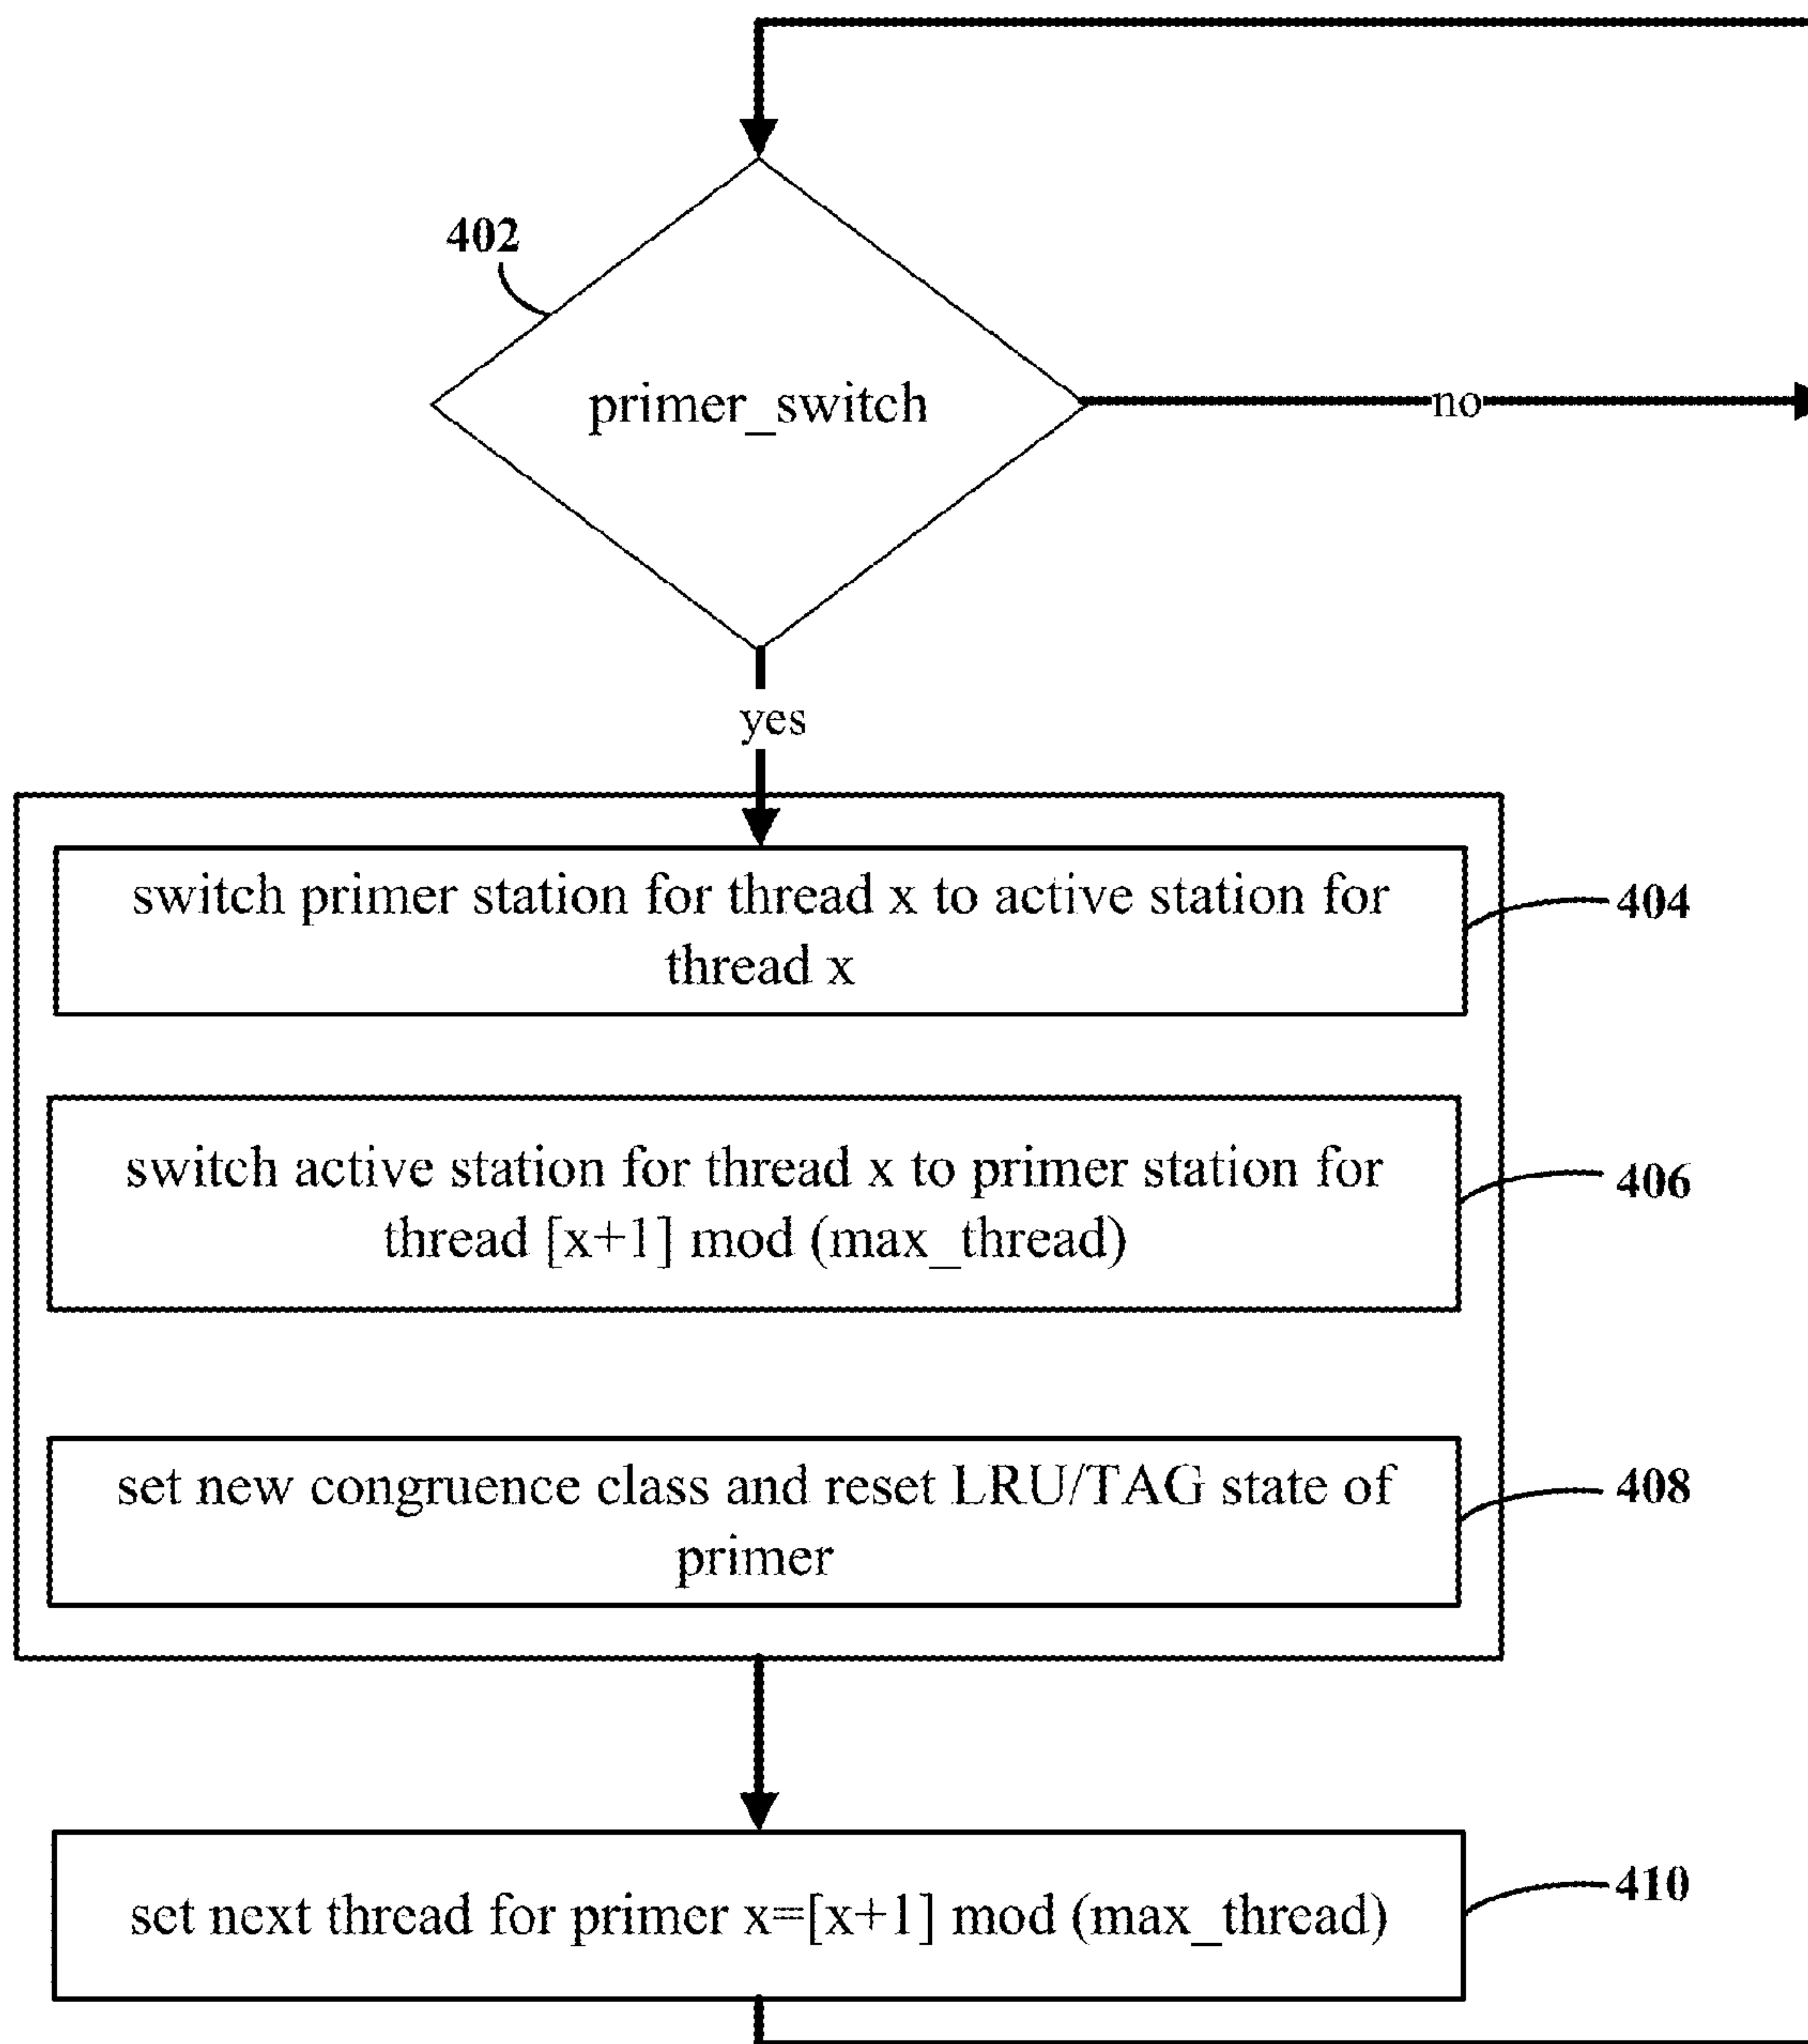 402
primer_switch
no
yes
switch primer station for thread x to active station for
thread x
404
switch active station for thread x to primer station for
thread [x+1] mod (max_thread)
406
set new congruence class and reset LRU/TAG state of
primer
408
set next thread for primer x=[x+1] mod (max_thread)
410